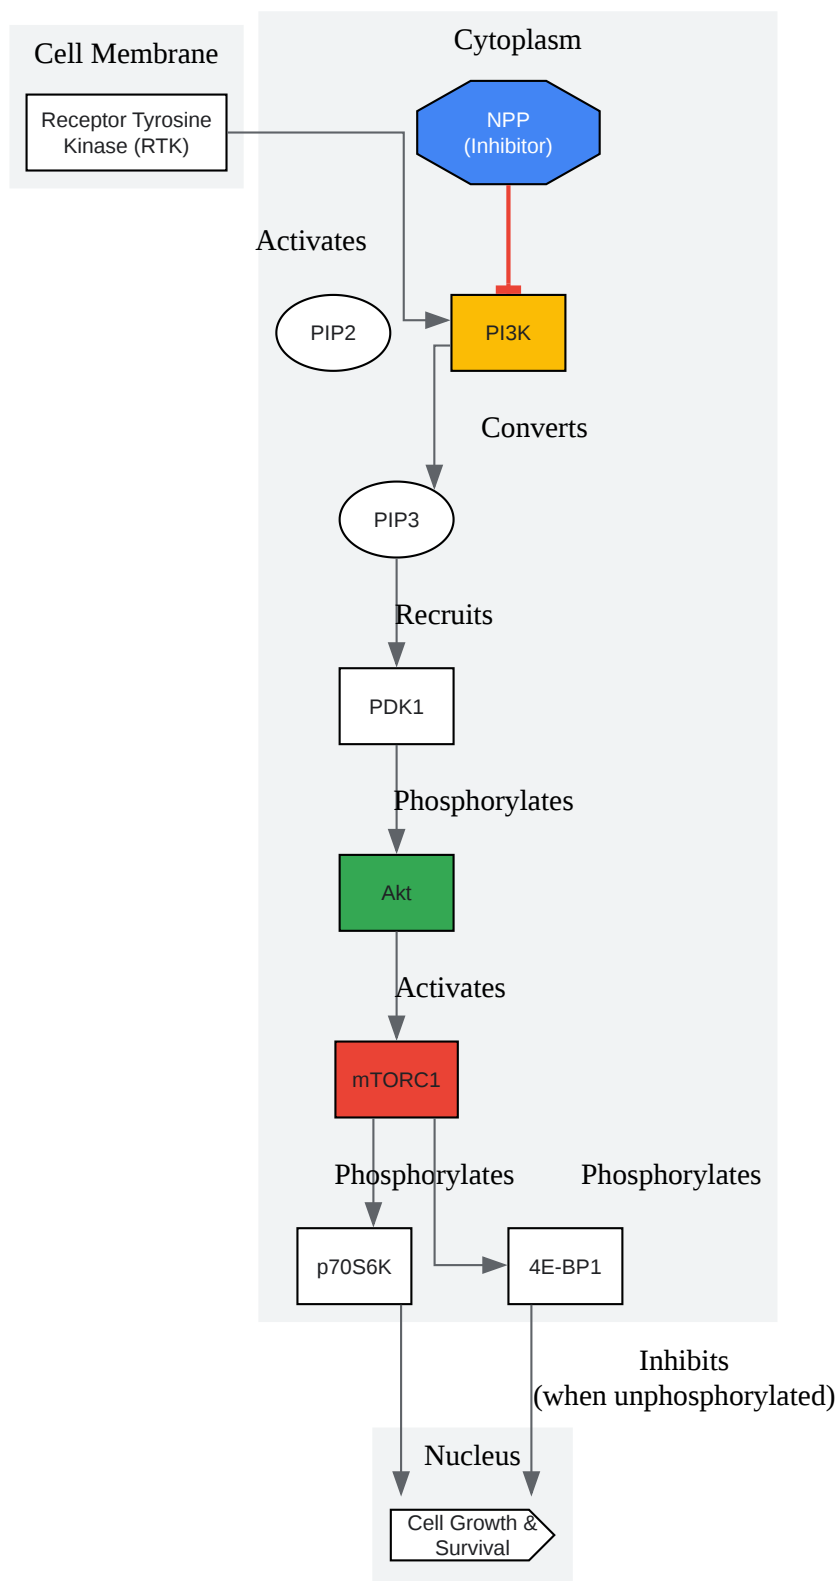 Cell Membrane
Cytoplasm
Receptor Tyrosine
Kinase (RTK)
NPP
(Inhibitor)
Activates
PIP2
PI3K
Converts
PIP3
Recruits
PDK1
Phosphorylates
Akt
Activates
mTORC1
Phosphorylates
Phosphorylates
p70S6K
4E-BP1
Inhibits
(when unphosphorylated)
Nucleus
Cell Growth &
Survival